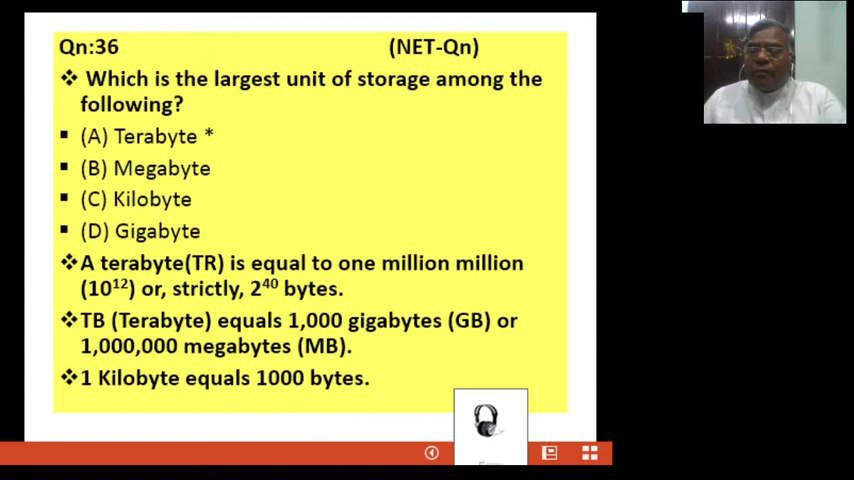 Qn:36 (NET-Qn)
❖ Which is the largest unit of storage among the
following?
▪ (A) Terabyte *
▪ (B) Megabyte
▪ (C) Kilobyte
▪ (D) Gigabyte
❖A terabyte(TR) is equal to one million million
(10¹²) or, strictly, 2⁴⁰ bytes.
❖TB (Terabyte) equals 1,000 gigabytes (GB) or
1,000,000 megabytes (MB).
❖1 Kilobyte equals 1000 bytes.